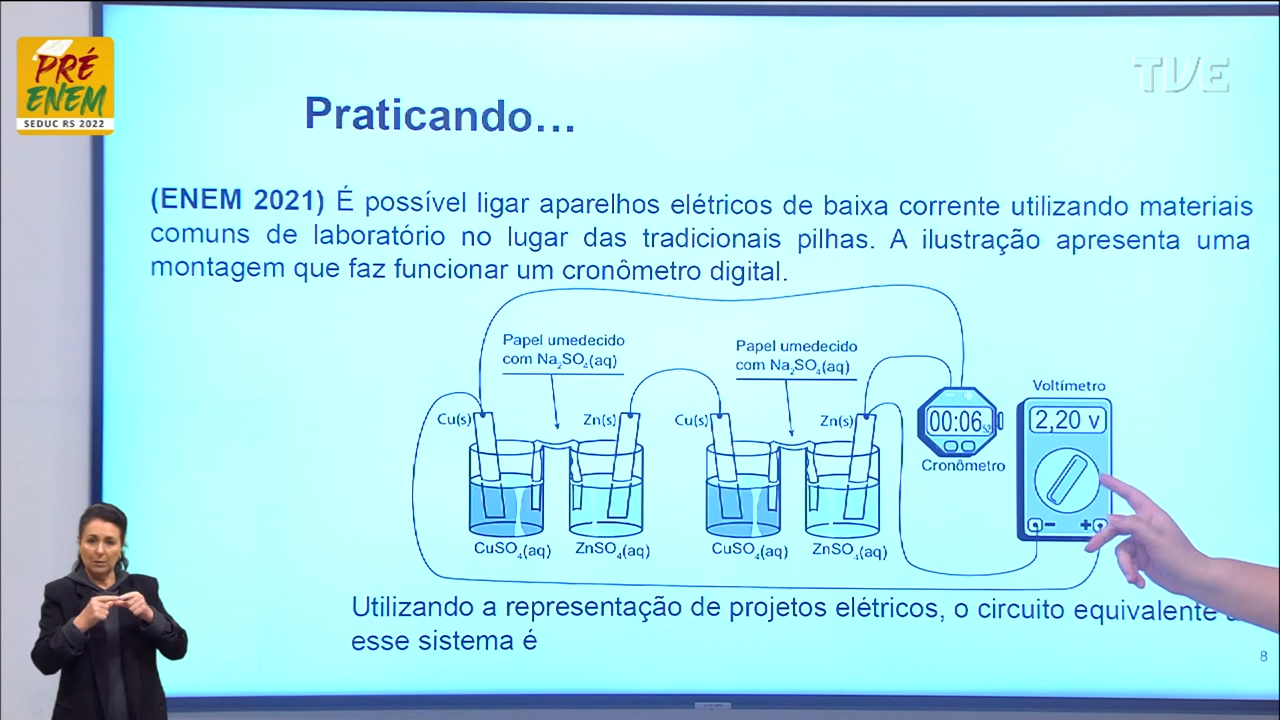 PRÉ
ENEM
SEDUC RS 2022
TVE
Praticando...
(ENEM 2021) É possível ligar aparelhos elétricos de baixa corrente utilizando materiais
comuns de laboratório no lugar das tradicionais pilhas. A ilustração apresenta uma
montagem que faz funcionar um cronômetro digital.
Papel umedecido
com Na₂SO₄(aq)
Papel umedecido
com Na₂SO₄(aq)
Voltímetro
Cu(s)
Zn(s)
Cu(s)
Zn(s)
00:06
2,20 v
Cronômetro
- +
CuSO₄(aq)
ZnSO₄(aq)
CuSO₄(aq)
ZnSO₄(aq)
Utilizando a representação de projetos elétricos, o circuito equivalente
esse sistema é
8